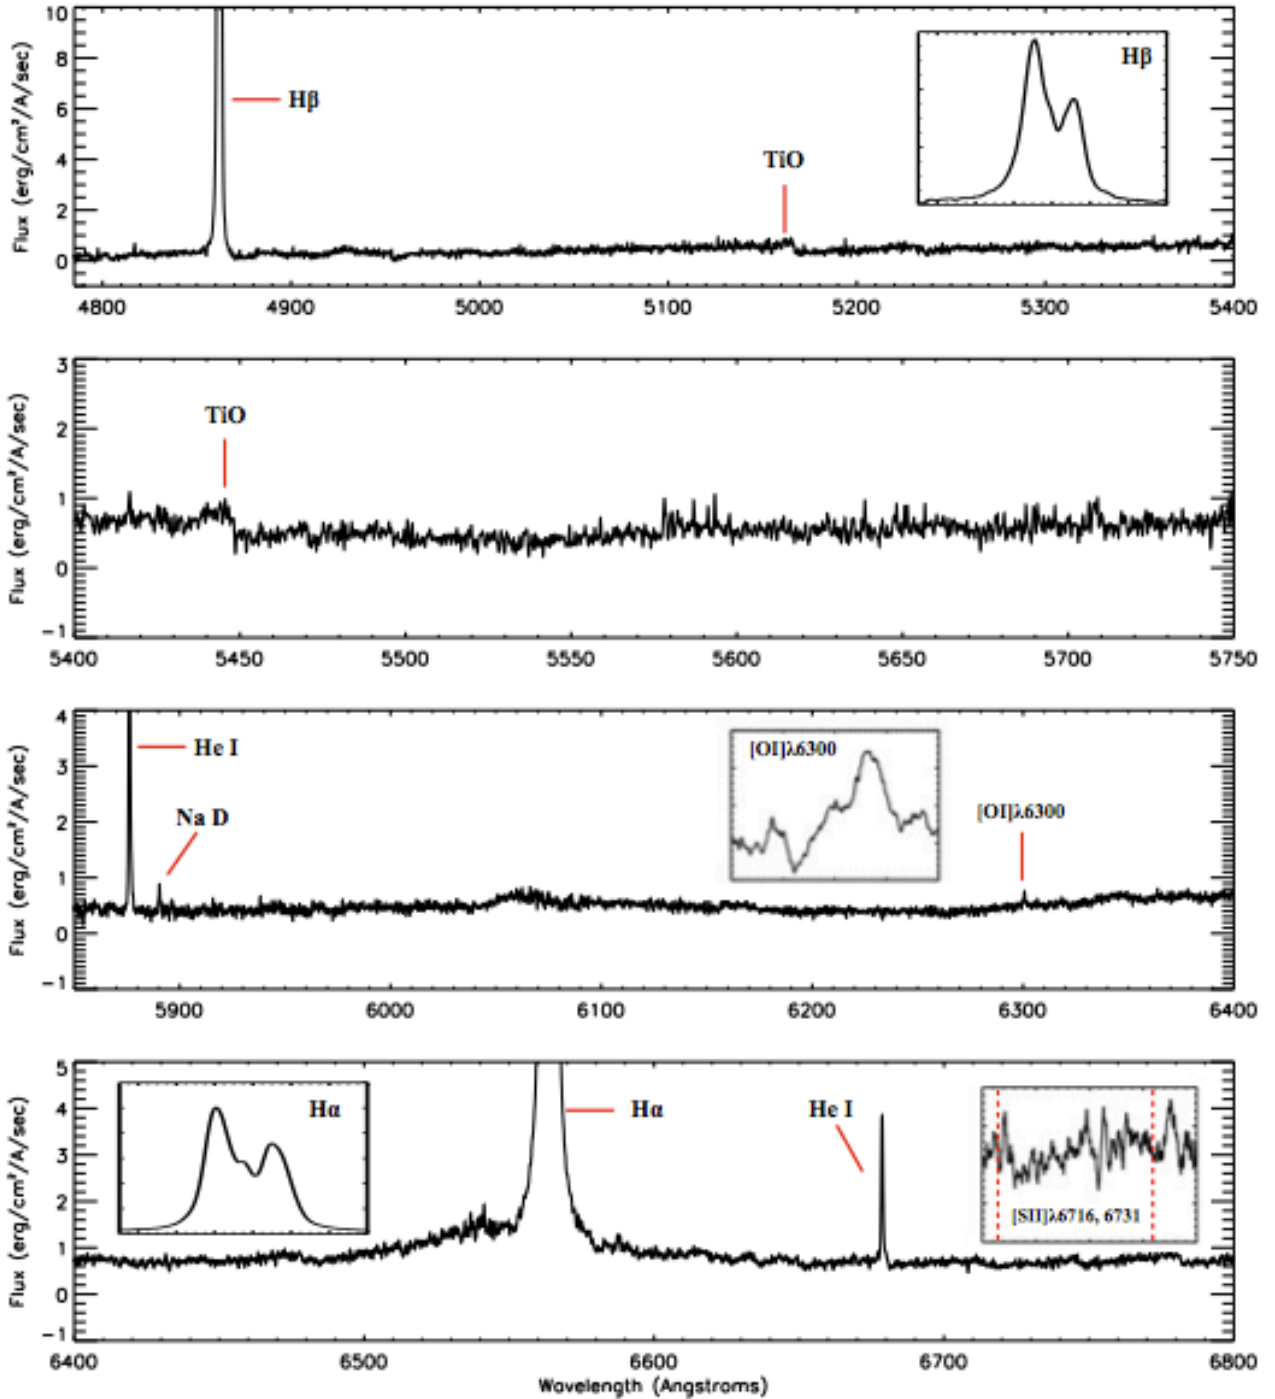 10
8
6
4
2
0
Flux (erg/cm²/A/sec)
Hβ
TiO
Hβ
4800 4900 5000 5100 5200 5300 5400
3
2
1
0
-1
Flux (erg/cm²/A/sec)
TiO
5400 5450 5500 5550 5600 5650 5700 5750
4
3
2
1
0
-1
Flux (erg/cm²/A/sec)
He I
Na D
[OI]λ6300
[OI]λ6300
5900 6000 6100 6200 6300 6400
5
4
3
2
1
0
-1
Flux (erg/cm²/A/sec)
Hα
Hα
He I
[SII]λ6716, 6731
6400 6500 6600 6700 6800
Wavelength (Angstroms)